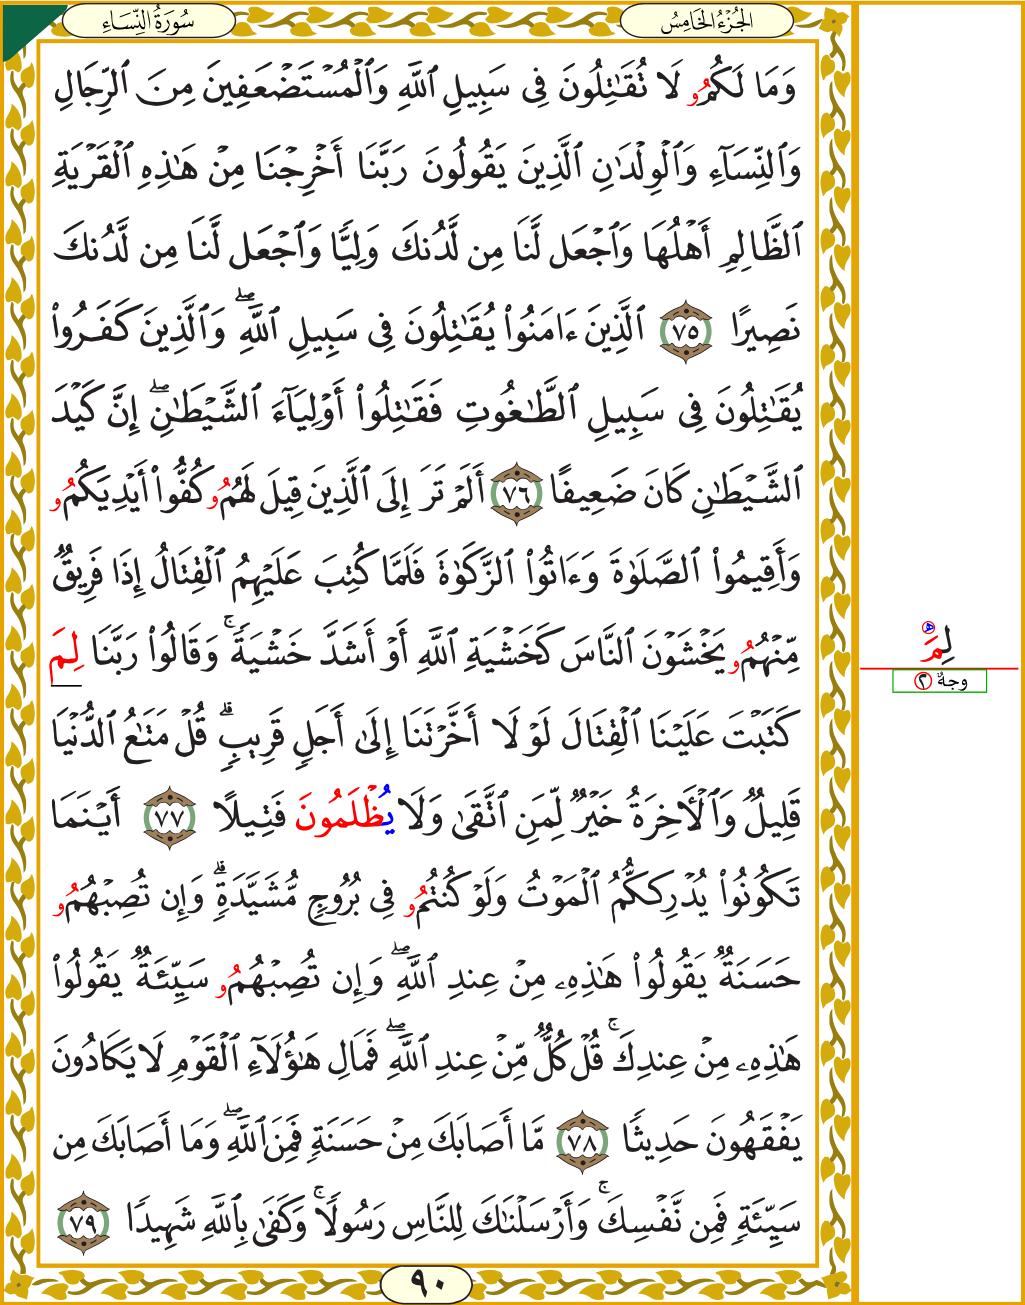 سُورَةُ النِّسَاءِ
الجُزْءُ الخَامِسُ
وَمَا لَكُمُۥ لَا تُقَٰتِلُونَ فِى سَبِيلِ ٱللَّهِ وَٱلْمُسْتَضْعَفِينَ مِنَ ٱلرِّجَالِ
وَٱلنِّسَآءِ وَٱلْوِلْدَٰنِ ٱلَّذِينَ يَقُولُونَ رَبَّنَآ أَخْرِجْنَا مِنْ هَٰذِهِ ٱلْقَرْيَةِ
ٱلظَّالِمِ أَهْلُهَا وَٱجْعَل لَّنَا مِن لَّدُنكَ وَلِيًّا وَٱجْعَل لَّنَا مِن لَّدُنكَ
نَصِيرًا ٧٥ ٱلَّذِينَ ءَامَنُوا۟ يُقَٰتِلُونَ فِى سَبِيلِ ٱللَّهِۖ وَٱلَّذِينَ كَفَرُوا۟
يُقَٰتِلُونَ فِى سَبِيلِ ٱلطَّٰغُوتِ فَقَٰتِلُوٓا۟ أَوْلِيَآءَ ٱلشَّيْطَٰنِۖ إِنَّ كَيْدَ
ٱلشَّيْطَٰنِ كَانَ ضَعِيفًا ٧٦ أَلَمْ تَرَ إِلَى ٱلَّذِينَ قِيلَ لَهُمُۥ كُفُّوٓا۟ أَيْدِيَكُمُۥ
وَأَقِيمُوا۟ ٱلصَّلَوٰةَ وَءَاتُوا۟ ٱلزَّكَوٰةَ فَلَمَّا كُتِبَ عَلَيْهِمُ ٱلْقِتَالُ إِذَا فَرِيقٌ
مِّنْهُمُۥ يَخْشَوْنَ ٱلنَّاسَ كَخَشْيَةِ ٱللَّهِ أَوْ أَشَدَّ خَشْيَةًۚ وَقَالُوا۟ رَبَّنَا لِمَ
كَتَبْتَ عَلَيْنَا ٱلْقِتَالَ لَوْلَآ أَخَّرْتَنَآ إِلَىٰٓ أَجَلٍ قَرِيبٍۗ قُلْ مَتَٰعُ ٱلدُّنْيَا
قَلِيلٌ وَٱلْأَخِرَةُ خَيْرٌ لِّمَنِ ٱتَّقَىٰ وَلَا يُظْلَمُونَ فَتِيلًا ٧٧ أَيْنَمَا
تَكُونُوا۟ يُدْرِككُّمُ ٱلْمَوْتُ وَلَوْ كُنتُمُۥ فِى بُرُوجٍ مُّشَيَّدَةٍۗ وَإِن تُصِبْهُمُۥ
حَسَنَةٌ يَقُولُوا۟ هَٰذِهِۦ مِنْ عِندِ ٱللَّهِۖ وَإِن تُصِبْهُمُۥ سَيِّئَةٌ يَقُولُوا۟
هَٰذِهِۦ مِنْ عِندِكَۚ قُلْ كُلٌّ مِّنْ عِندِ ٱللَّهِۖ فَمَالِ هَٰٓؤُلَآءِ ٱلْقَوْمِ لَا يَكَادُونَ
يَفْقَهُونَ حَدِيثًا ٧٨ مَّآ أَصَابَكَ مِنْ حَسَنَةٍ فَمِنَ ٱللَّهِۖ وَمَآ أَصَابَكَ مِن
سَيِّئَةٍ فَمِن نَّفْسِكَۚ وَأَرْسَلْنَٰكَ لِلنَّاسِ رَسُولًاۚ وَكَفَىٰ بِٱللَّهِ شَهِيدًا ٧٩
٩٠
لِمَ ه
وجهٌ ٢